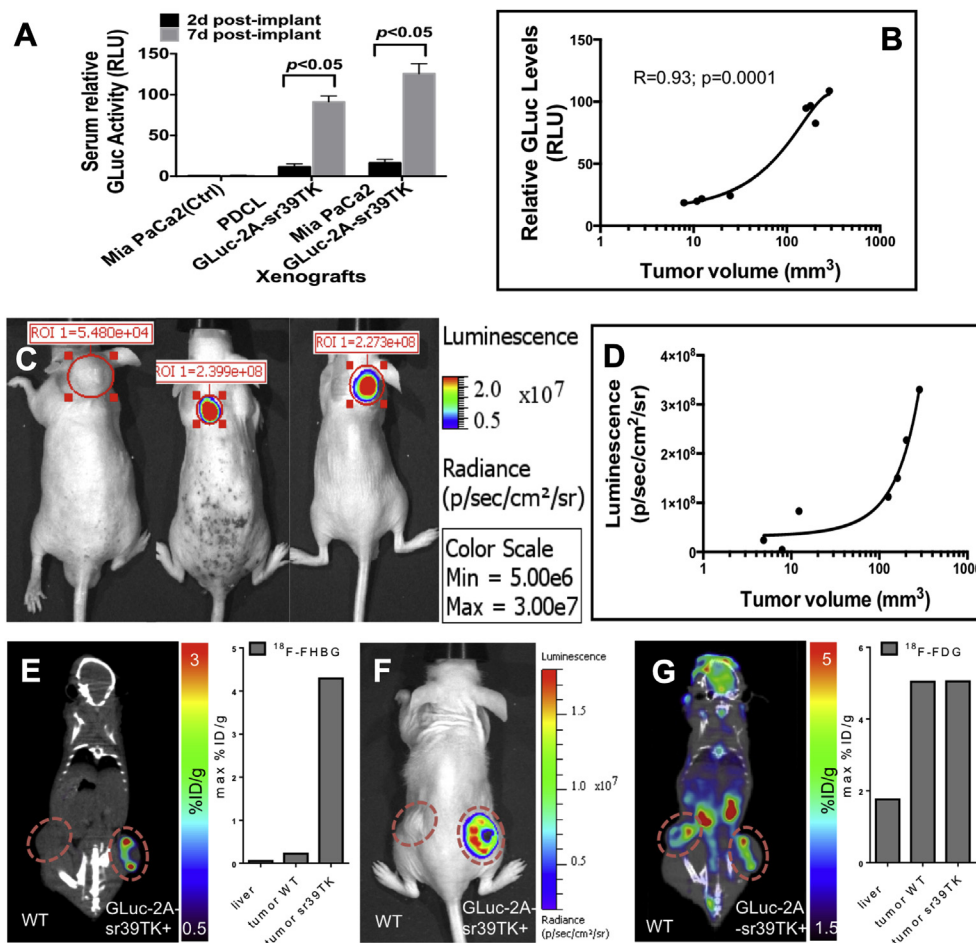 A
2d post-implant
7d post-implant
p<0.05
p<0.05
Serum relative
GLuc Activity (RLU)
150
100
50
0
Mia PaCa2(Ctrl)
PDCL
GLuc-2A-sr39TK
Mia PaCa2
GLuc-2A-sr39TK
Xenografts
B
R=0.93; p=0.0001
Relative GLuc Levels
(RLU)
150
100
50
0
1
10
100
1000
Tumor volume (mm³)
C
ROI 1=5.480e+04
ROI 1=2.399e+08
ROI 1=2.273e+08
Luminescence
2.0
0.5
x10⁷
Radiance
(p/sec/cm²/sr)
Color Scale
Min = 5.00e6
Max = 3.00e7
D
Luminescence
(p/sec/cm²/sr)
4×10⁸
3×10⁸
2×10⁸
1×10⁸
0
1
10
100
1000
Tumor volume (mm³)
E
WT
GLuc-2A-
sr39TK+
3
%ID/g
0.5
¹⁸F-FHBG
max %ID/g
5
4
3
2
1
0
liver
tumor WT
tumor sr39TK
F
WT
GLuc-2A-
sr39TK+
Luminescence
1.5
1.0
x10⁷
0.5
Radiance
(p/sec/cm²/sr)
G
WT
GLuc-2A
-sr39TK+
5
%ID/g
1.5
¹⁸F-FDG
max %ID/g
6
4
2
0
liver
tumor WT
tumor sr39TK